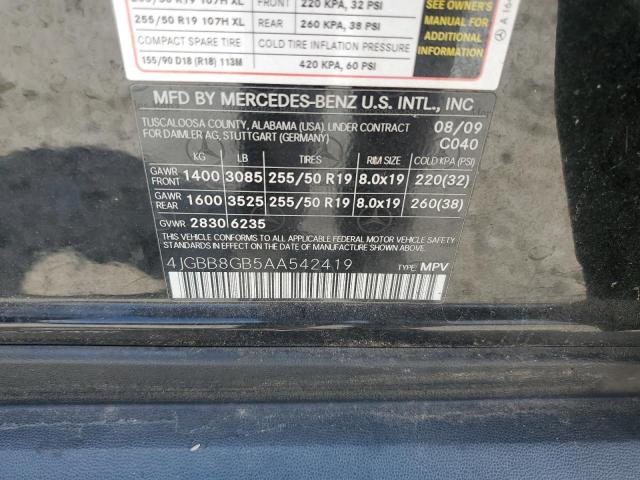 255/50 R19 107H XL FRONT 220 KPA, 32 PSI
255/50 R19 107H XL REAR 260 KPA, 38 PSI
COMPACT SPARE TIRE COLD TIRE INFLATION PRESSURE
155/90 D18 (R18) 113M 420 KPA, 60 PSI
SEE OWNER'S
MANUAL FOR
ADDITIONAL
INFORMATION
MFD BY MERCEDES-BENZ U.S. INTL., INC
TUSCALOOSA COUNTY, ALABAMA (USA). UNDER CONTRACT 08/09
FOR DAIMLER AG, STUTTGART (GERMANY) C040
KG LB TIRES RIM SIZE COLD KPA (PSI)
GAWR FRONT 1400 3085 255/50 R19 8.0x19 220(32)
GAWR REAR 1600 3525 255/50 R19 8.0x19 260(38)
GVWR 2830 6235
THIS VEHICLE CONFORMS TO ALL APPLICABLE FEDERAL MOTOR VEHICLE SAFETY
AND THEFT PREVENTION STANDARDS IN EFFECT ON THE DATE OF MANUFACTURE SHOWN ABOVE.
4JGBB8GB5AA542419 TYPE: MPV